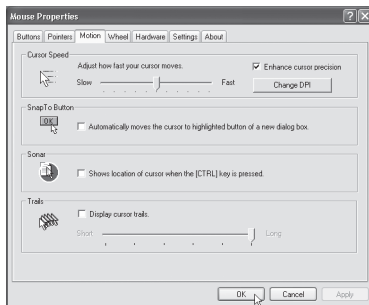 Mouse Properties
Buttons Pointers Motion Wheel Hardware Settings About
Cursor Speed
Adjust how fast your cursor moves.
Enhance cursor precision
Slow Fast
Change DPI
SnapTo Button
OK
Automatically moves the cursor to highlighted button of a new dialog box.
Sonar
Shows location of cursor when the [CTRL] key is pressed.
Trails
Display cursor trails.
Short Long
OK Cancel Apply